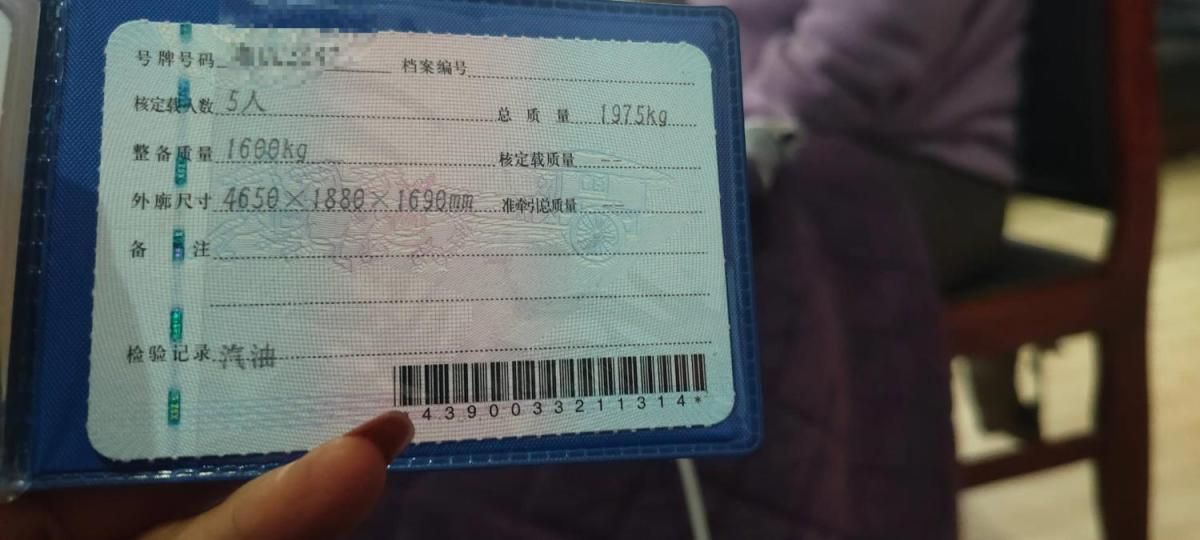 号牌号码 档案编号
核定载人数 5人 总质量 1975kg
整备质量 1600kg 核定载质量 --
外廓尺寸 4650×1880×1690mm 准牵引总质量 --
备注
检验记录 汽油
4390033211314*